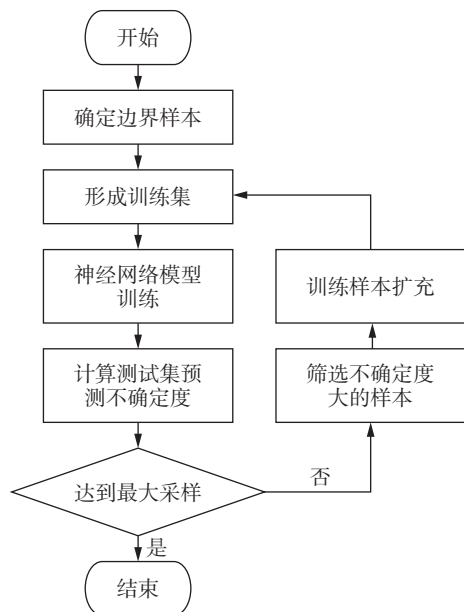 开始
确定边界样本
形成训练集
神经网络模型
训练
训练样本扩充
计算测试集预
测不确定度
筛选不确定度
大的样本
达到最大采样
否
是
结束